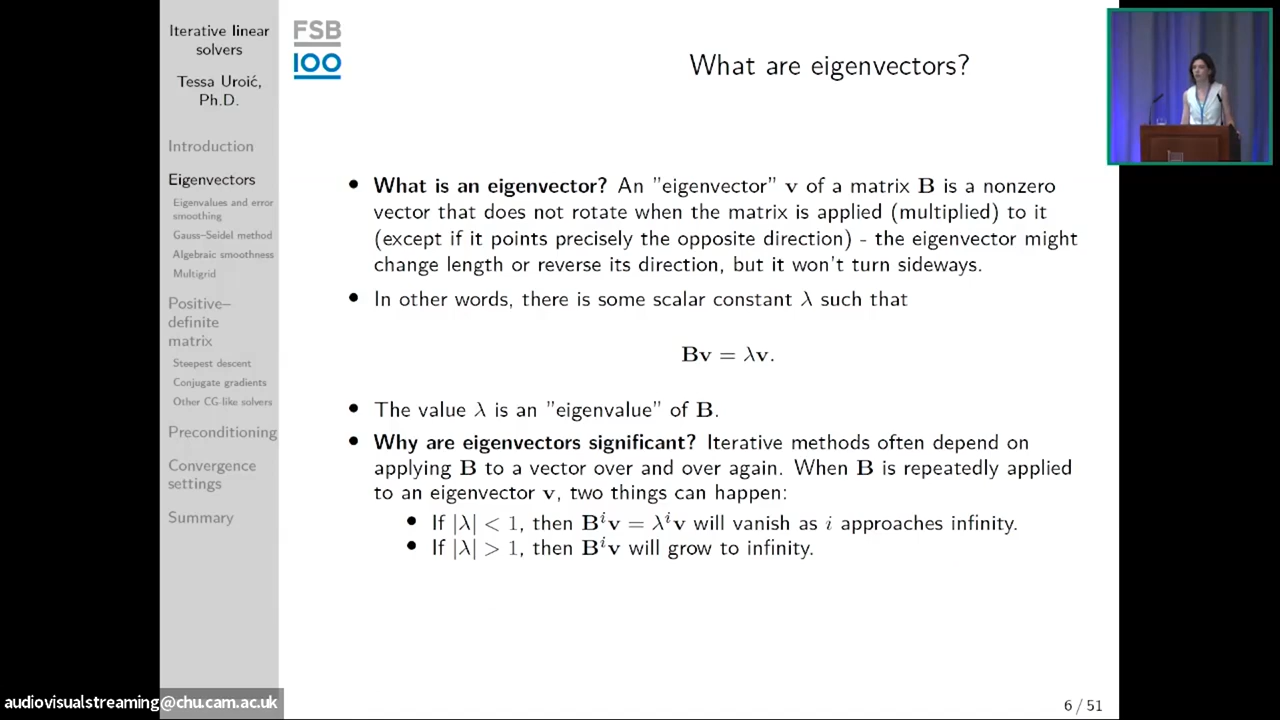 Iterative linear
solvers
Tessa Uroić,
Ph.D.
Introduction
Eigenvectors
Eigenvalues and error
smoothing
Gauss–Seidel method
Algebraic smoothness
Multigrid
Positive–
definite
matrix
Steepest descent
Conjugate gradients
Other CG-like solvers
Preconditioning
Convergence
settings
Summary
FSB
100
What are eigenvectors?
• What is an eigenvector? An ”eigenvector” v of a matrix B is a nonzero
vector that does not rotate when the matrix is applied (multiplied) to it
(except if it points precisely the opposite direction) - the eigenvector might
change length or reverse its direction, but it won't turn sideways.
• In other words, there is some scalar constant λ such that
Bv = λv.
• The value λ is an ”eigenvalue” of B.
• Why are eigenvectors significant? Iterative methods often depend on
applying B to a vector over and over again. When B is repeatedly applied
to an eigenvector v, two things can happen:
• If |λ| < 1, then Bⁱv = λⁱv will vanish as i approaches infinity.
• If |λ| > 1, then Bⁱv will grow to infinity.
6 / 51
audiovisualstreaming@chu.cam.ac.uk